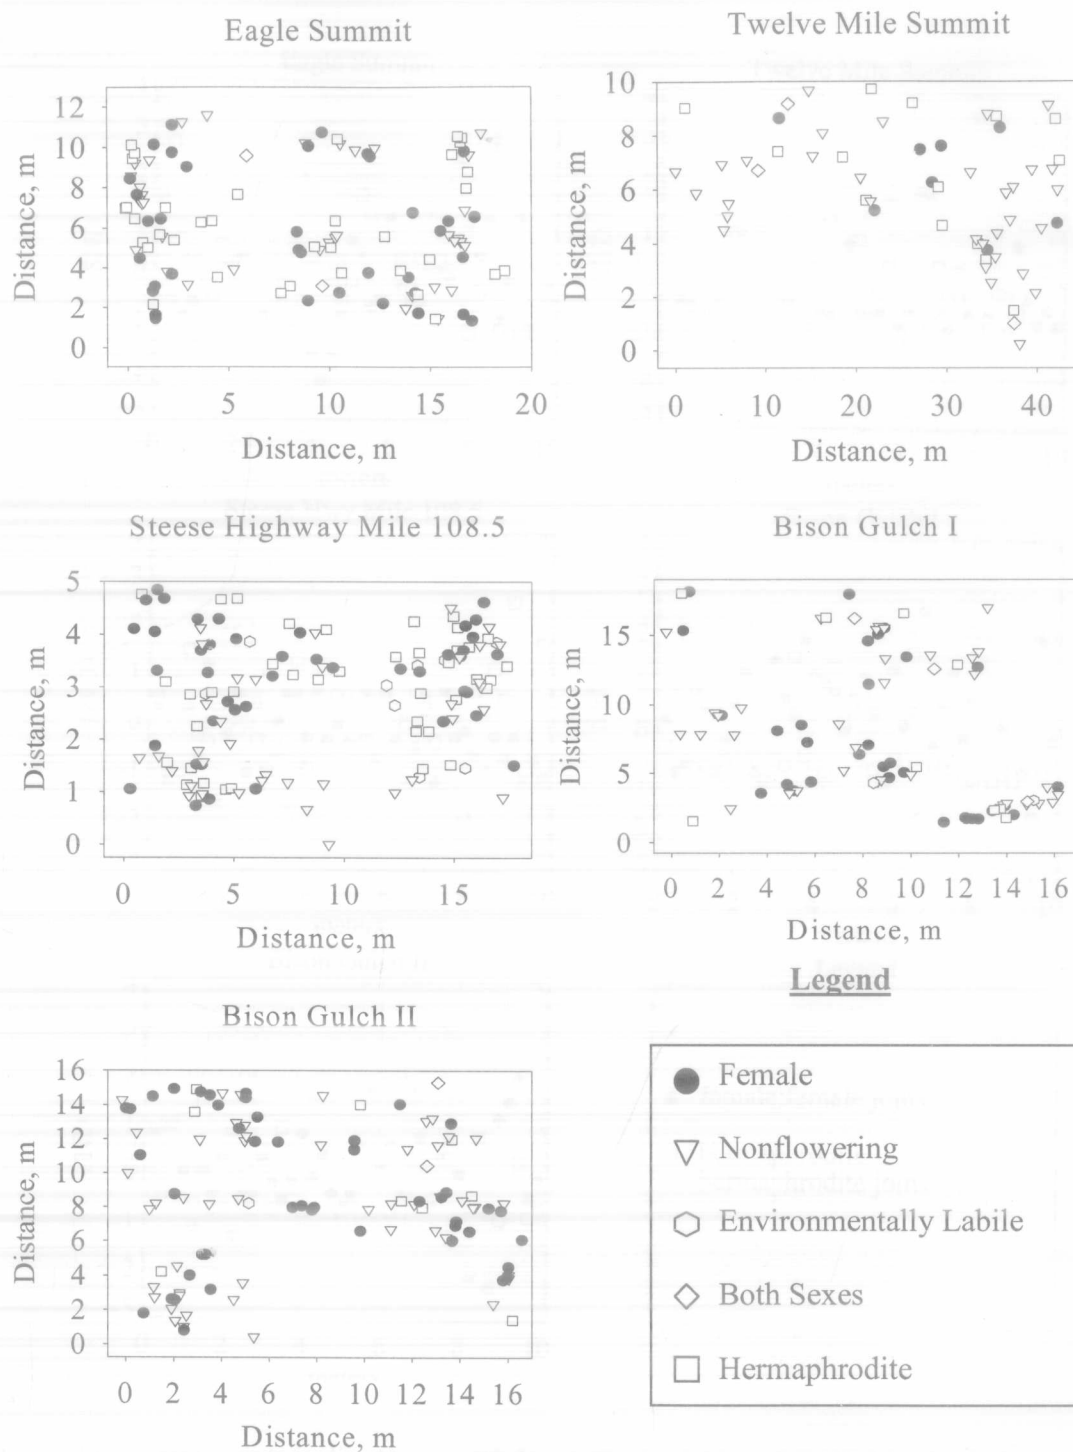 Eagle Summit
12
10
8
6
4
2
0
Distance, m
0 5 10 15 20
Distance, m
Twelve Mile Summit
10
8
6
4
2
0
Distance, m
0 10 20 30 40
Distance, m
Steese Highway Mile 108.5
5
4
3
2
1
0
Distance, m
0 5 10 15
Distance, m
Bison Gulch I
15
10
5
0
Distance, m
0 2 4 6 8 10 12 14 16
Distance, m
Bison Gulch II
16
14
12
10
8
6
4
2
0
Distance, m
0 2 4 6 8 10 12 14 16
Distance, m
Legend
Female
Nonflowering
Environmentally Labile
Both Sexes
Hermaphrodite